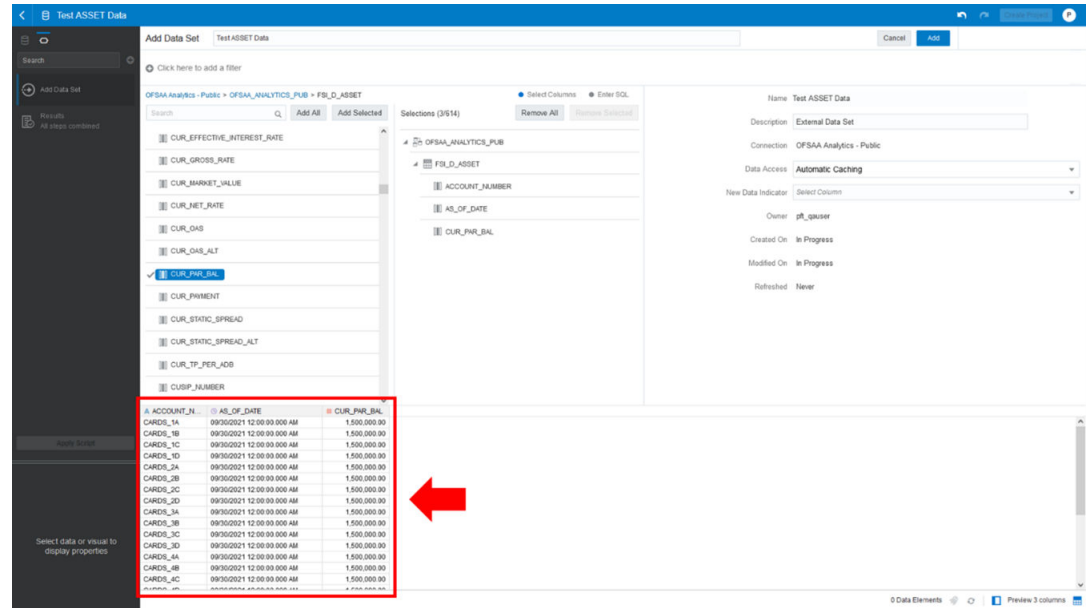 Test ASSET Data
Create Project
P
Search
Add Data Set
Results
All steps combined
Apply Script
Select data or visual to
display properties
Add Data Set
Test ASSET Data
Cancel
Add
Click here to add a filter
OFSAA Analytics - Public > OFSAA_ANALYTICS_PUB > FSI_D_ASSET
Select Columns
Enter SQL
Search
Add All
Add Selected
CUR_EFFECTIVE_INTEREST_RATE
CUR_GROSS_RATE
CUR_MARKET_VALUE
CUR_NET_RATE
CUR_OAS
CUR_OAS_ALT
CUR_PAR_BAL
CUR_PAYMENT
CUR_STATIC_SPREAD
CUR_STATIC_SPREAD_ALT
CUR_TP_PER_ADB
CUSIP_NUMBER
Selections (3/614)
Remove All
Remove Selected
OFSAA_ANALYTICS_PUB
FSI_D_ASSET
ACCOUNT_NUMBER
AS_OF_DATE
CUR_PAR_BAL
Name Test ASSET Data
Description External Data Set
Connection OFSAA Analytics - Public
Data Access Automatic Caching
New Data Indicator Select Column
Owner pft_qauser
Created On In Progress
Modified On In Progress
Refreshed Never
A ACCOUNT_N... AS_OF_DATE # CUR_PAR_BAL
CARDS_1A 09/30/2021 12:00:00.000 AM 1,500,000.00
CARDS_1B 09/30/2021 12:00:00.000 AM 1,500,000.00
CARDS_1C 09/30/2021 12:00:00.000 AM 1,500,000.00
CARDS_1D 09/30/2021 12:00:00.000 AM 1,500,000.00
CARDS_2A 09/30/2021 12:00:00.000 AM 1,500,000.00
CARDS_2B 09/30/2021 12:00:00.000 AM 1,500,000.00
CARDS_2C 09/30/2021 12:00:00.000 AM 1,500,000.00
CARDS_2D 09/30/2021 12:00:00.000 AM 1,500,000.00
CARDS_3A 09/30/2021 12:00:00.000 AM 1,500,000.00
CARDS_3B 09/30/2021 12:00:00.000 AM 1,500,000.00
CARDS_3C 09/30/2021 12:00:00.000 AM 1,500,000.00
CARDS_3D 09/30/2021 12:00:00.000 AM 1,500,000.00
CARDS_4A 09/30/2021 12:00:00.000 AM 1,500,000.00
CARDS_4B 09/30/2021 12:00:00.000 AM 1,500,000.00
CARDS_4C 09/30/2021 12:00:00.000 AM 1,500,000.00
0 Data Elements
Preview 3 columns